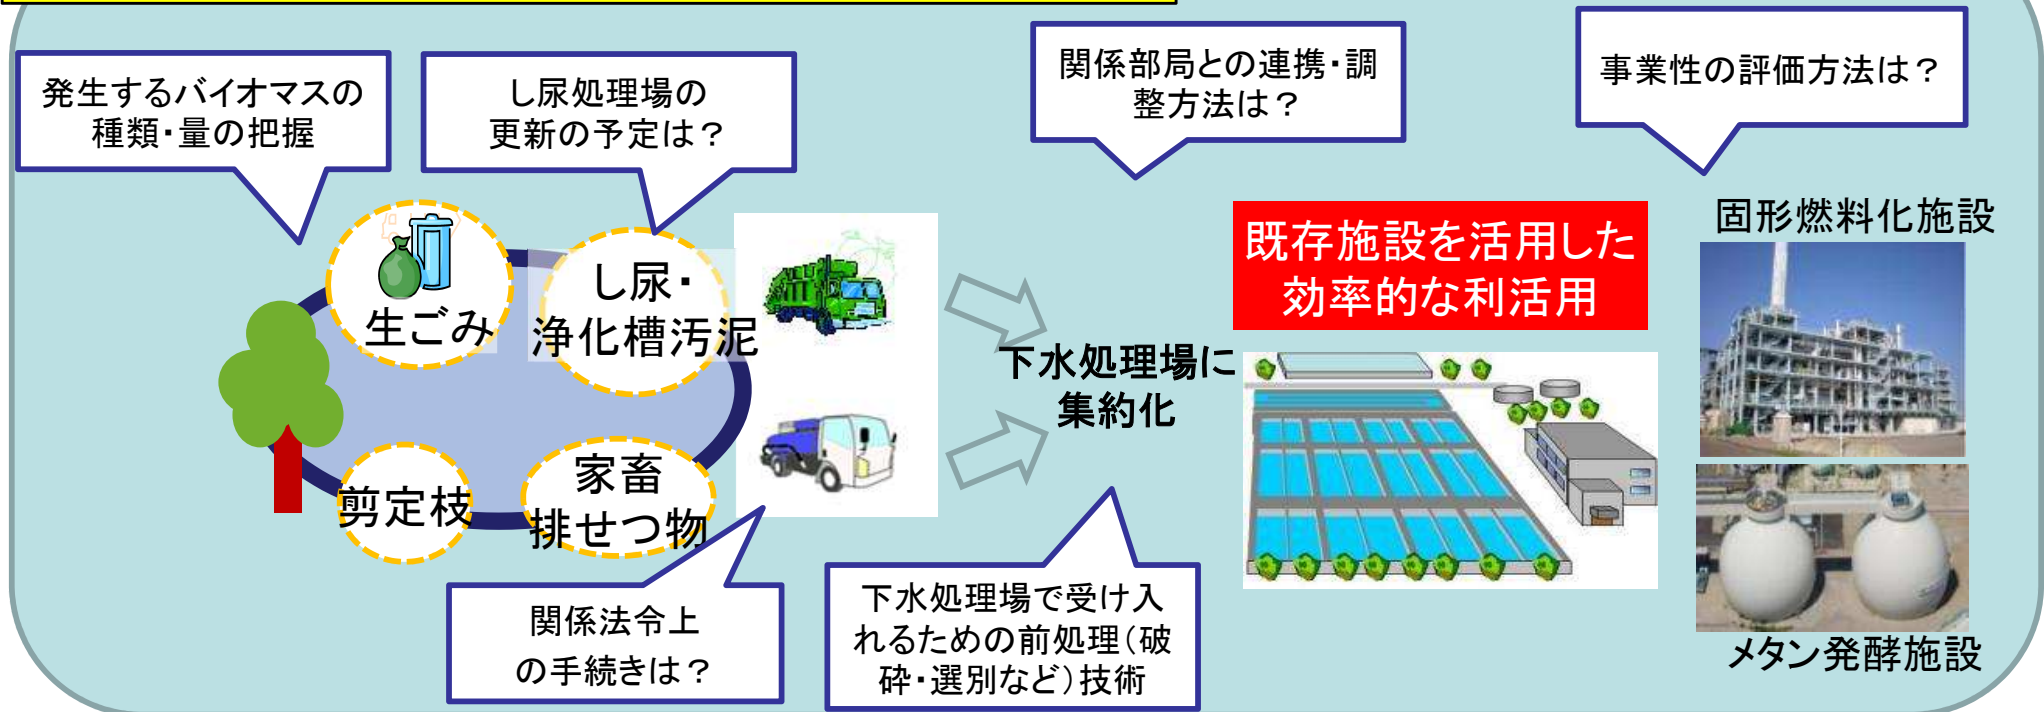 発生するバイオマスの
種類・量の把握
し尿処理場の
更新の予定は？
関係部局との連携・調
整方法は？
事業性の評価方法は？
生ごみ
し尿・
浄化槽汚泥
剪定枝
家畜
排せつ物
下水処理場に
集約化
既存施設を活用した
効率的な利活用
固形燃料化施設
メタン発酵施設
関係法令上
の手続きは？
下水処理場で受け入
れるための前処理（破
砕・選別など）技術